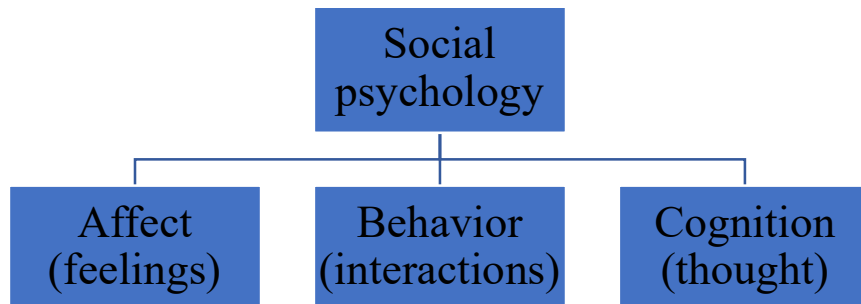 Social
psychology
Affect
(feelings)
Behavior
(interactions)
Cognition
(thought)